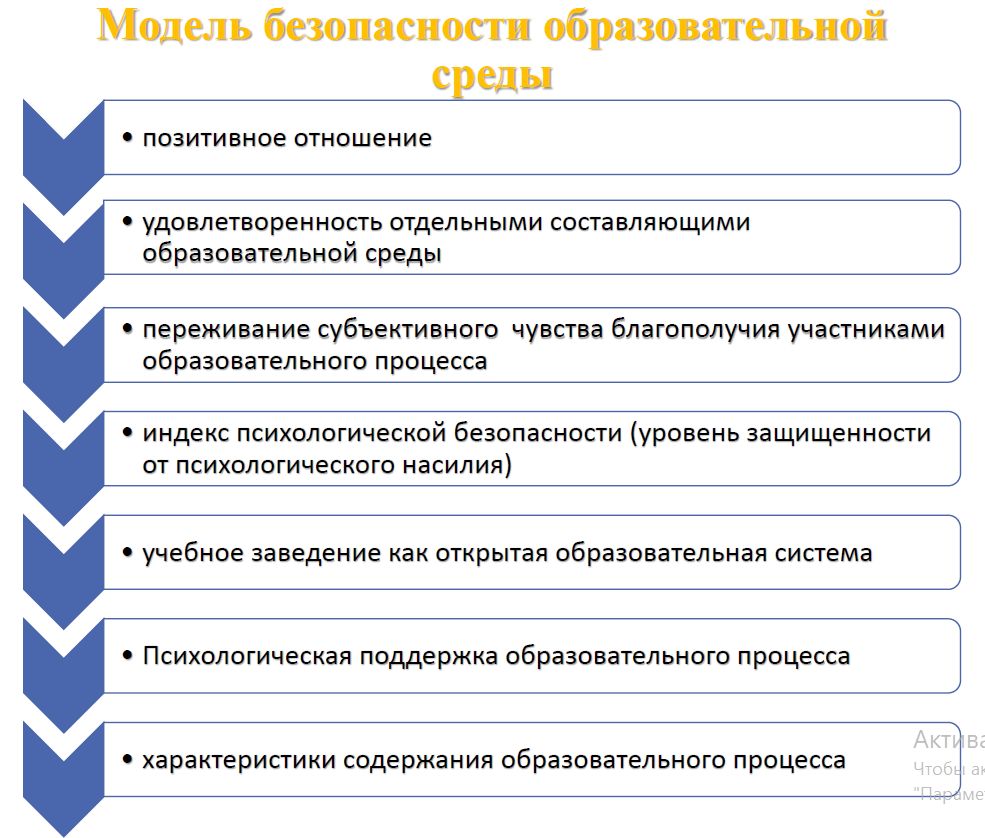 Модель безопасности образовательной
среды
• позитивное отношение
• удовлетворенность отдельными составляющими
образовательной среды
• переживание субъективного чувства благополучия участниками
образовательного процесса
• индекс психологической безопасности (уровень защищенности
от психологического насилия)
• учебное заведение как открытая образовательная система
• Психологическая поддержка образовательного процесса
• характеристики содержания образовательного процесса
Чтобы